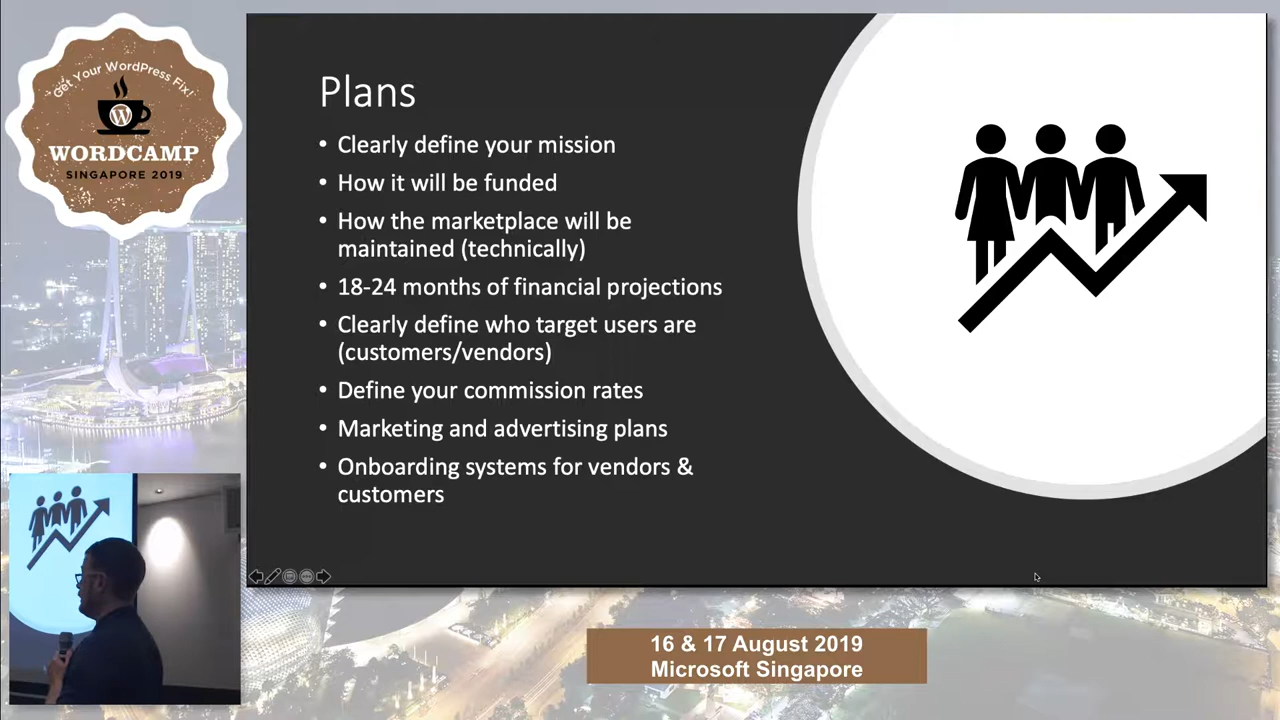 Get Your WordPress Fix!
WORDCAMP
SINGAPORE 2019
Plans
• Clearly define your mission
• How it will be funded
• How the marketplace will be
maintained (technically)
• 18-24 months of financial projections
• Clearly define who target users are
(customers/vendors)
• Define your commission rates
• Marketing and advertising plans
• Onboarding systems for vendors &
customers
16 & 17 August 2019
Microsoft Singapore